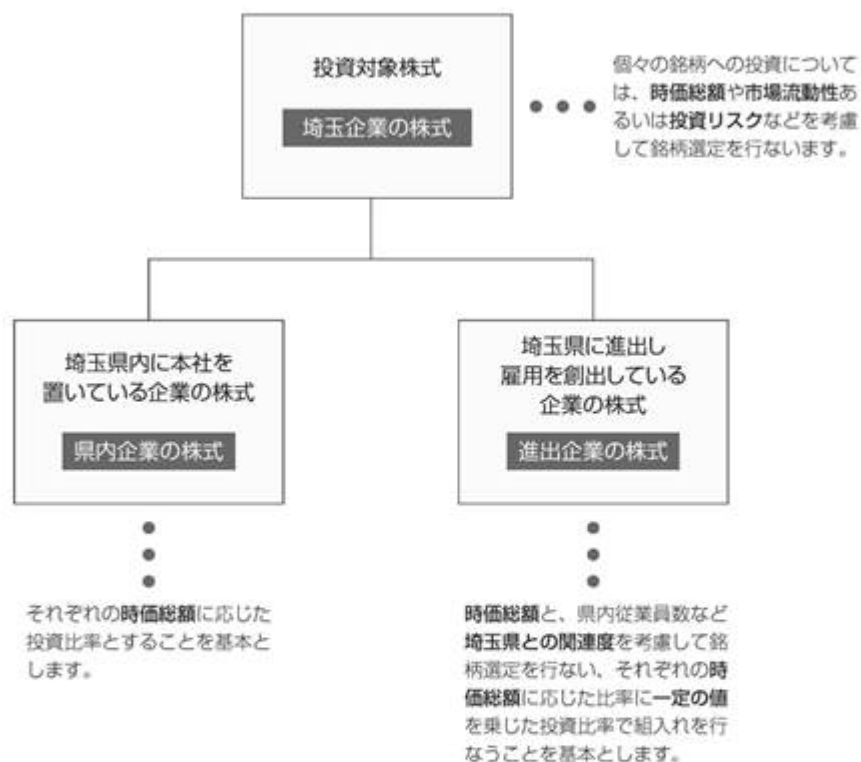 投資対象株式
埼玉企業の株式
個々の銘柄への投資について
は、時価総額や市場流動性あ
るいは投資リスクなどを考慮
して銘柄選定を行ないます。
埼玉県内に本社を
置いている企業の株式
県内企業の株式
埼玉県に進出し
雇用を創出している
企業の株式
進出企業の株式
それぞれの時価総額に応じた
投資比率とすることを基本と
します。
時価総額と、県内従業員数など
埼玉県との関連度を考慮して銘
柄選定を行ない、それぞれの時
価総額に応じた比率に一定の値
を乗じた投資比率で組入れを行
なうことを基本とします。